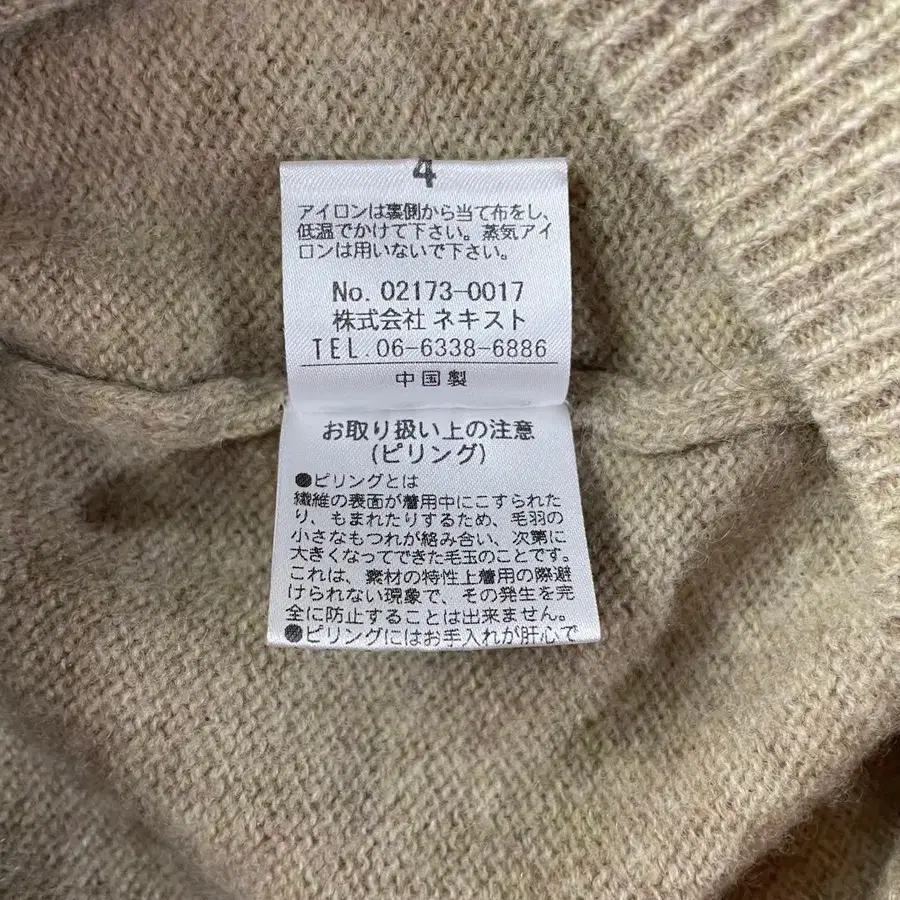 4
アイロンは裏側から当て布をし、
低温でかけて下さい。蒸気アイ
ロンは用いないで下さい。
No. 02173-0017
株式会社 ネキスト
TEL. 06-6338-6886
中国製
お取り扱い上の注意
(ピリング)
●ピリングとは
繊維の表面が着用中にこすられた
り、もまれたりするため、毛羽の
小さなもつれが絡み合い、次第に
大きくなってできた毛玉のことです。
これは、素材の特性上着用の際避
けられない現象で、その発生を完
全に防止することは出来ません。
●ピリングにはお手入れが肝心で